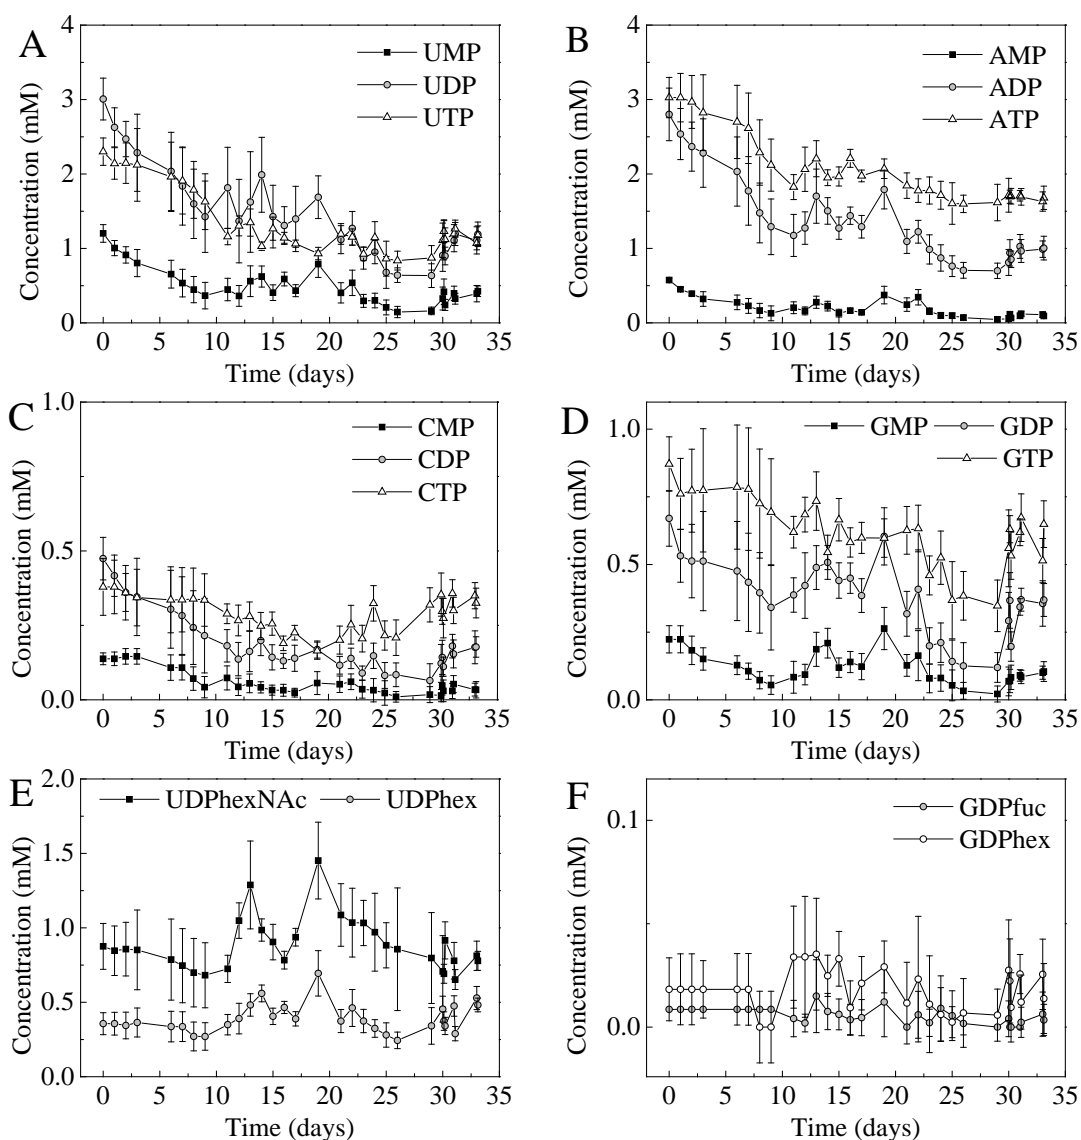 A
B
4
3
2
1
0
Concentration (mM)
UMP
UDP
UTP
0 5 10 15 20 25 30 35
Time (days)
4
3
2
1
0
Concentration (mM)
AMP
ADP
ATP
0 5 10 15 20 25 30 35
Time (days)
C
D
1.0
0.5
0.0
Concentration (mM)
CMP
CDP
CTP
0 5 10 15 20 25 30 35
Time (days)
1.0
0.5
0.0
Concentration (mM)
GMP GDP
GTP
0 5 10 15 20 25 30 35
Time (days)
E
F
2.0
1.5
1.0
0.5
0.0
Concentration (mM)
UDPhexNAc UDPhex
0 5 10 15 20 25 30 35
Time (days)
0.1
0.0
Concentration (mM)
GDPfuc
GDPhex
0 5 10 15 20 25 30 35
Time (days)